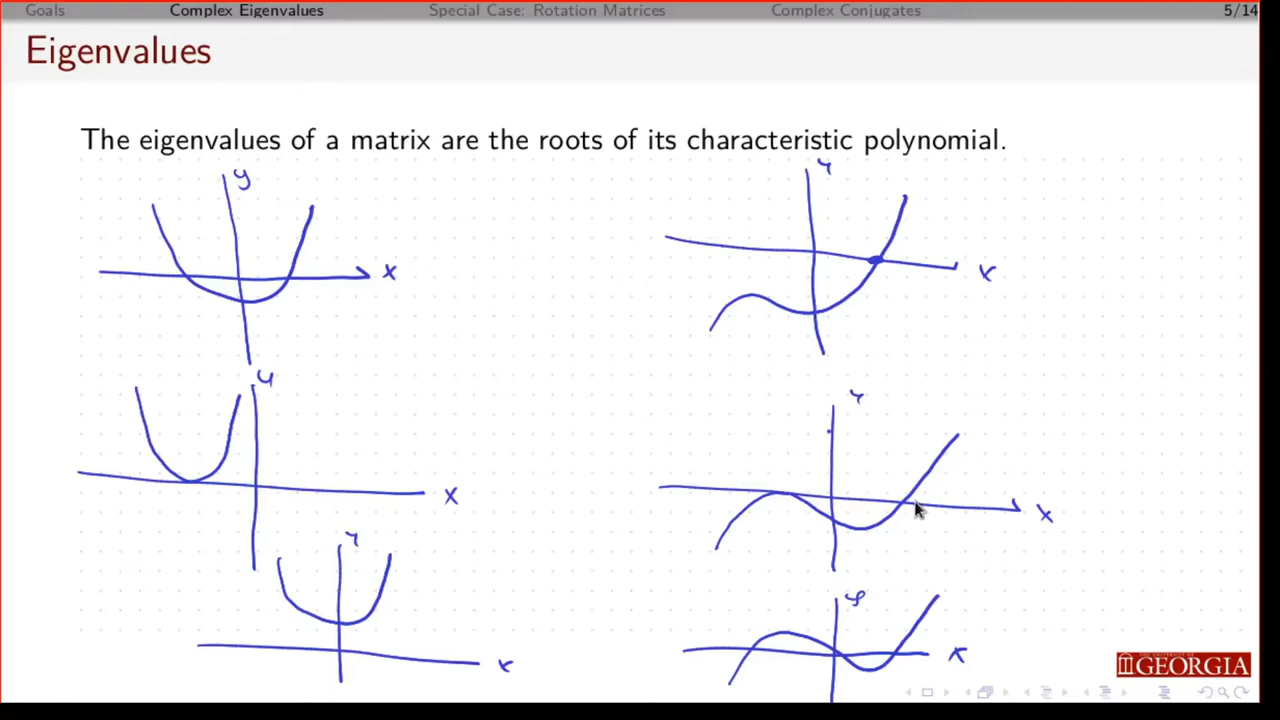 Goals Complex Eigenvalues Special Case: Rotation Matrices Complex Conjugates 5/14
Eigenvalues
The eigenvalues of a matrix are the roots of its characteristic polynomial.
y
x
y
x
y
x
y
x
y
x
y
x
GEORGIA